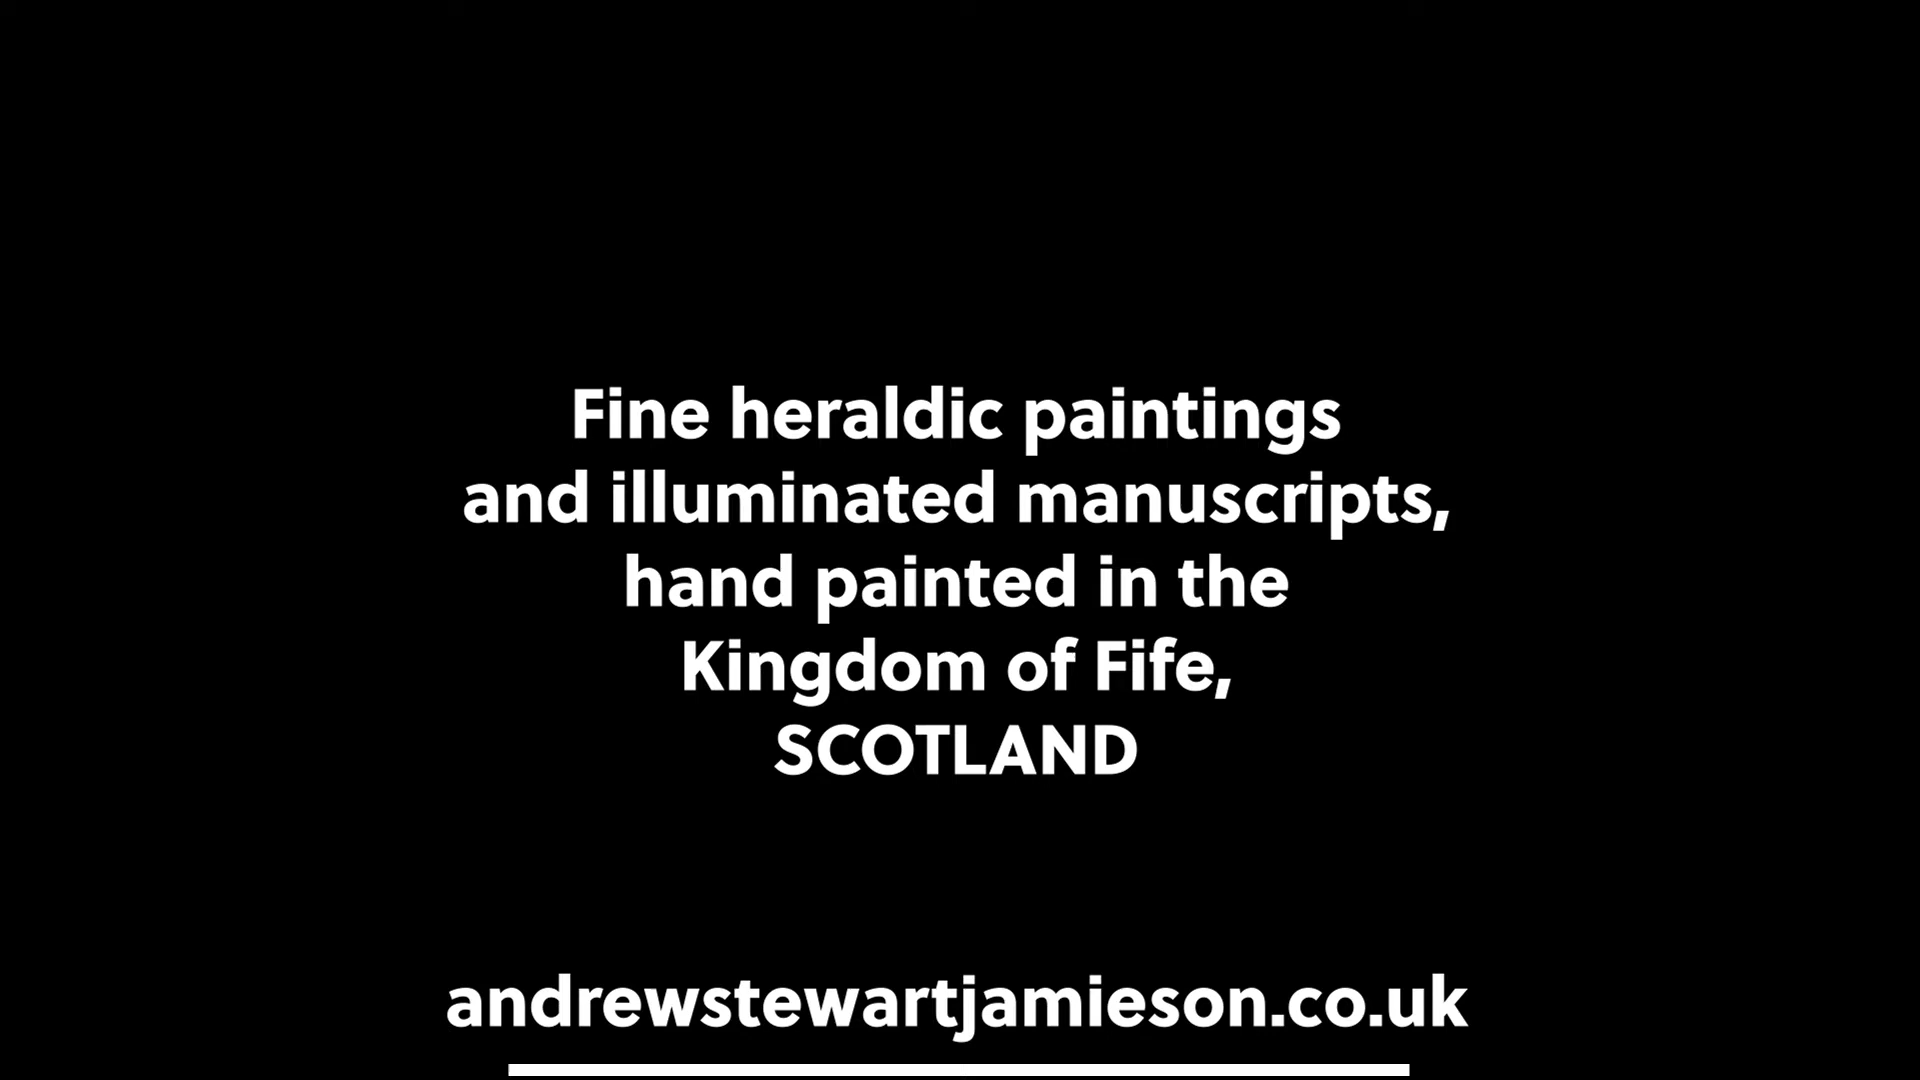 Fine heraldic paintings
and illuminated manuscripts,
hand painted in the
Kingdom of Fife,
SCOTLAND
andrewstewartjamieson.co.uk